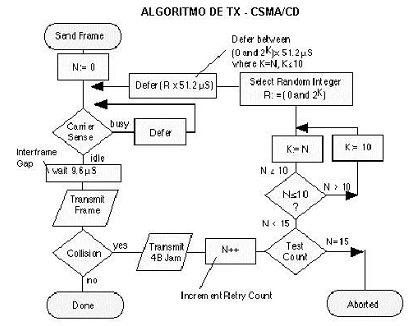 ALGORITMO DE TX - CSMA/CD
Send Frame
N:= 0
Defer between
(0 and 2^K) x 51.2 µS
where K=N, K≤10
Defer (R x 51.2 µS)
Select Random Integer
R: =(0 and 2^K)
Carrier
Sense
busy
Defer
idle
Interframe
Gap
wait 9.6 µS
Transmit
Frame
K:= N
K:= 10
N ≤ 10
N > 10
N≤10
?
N < 15
Collision
yes
Transmit
4B Jam
N++
Test
Count
N=15
no
Increment Retry Count
Done
Aborted